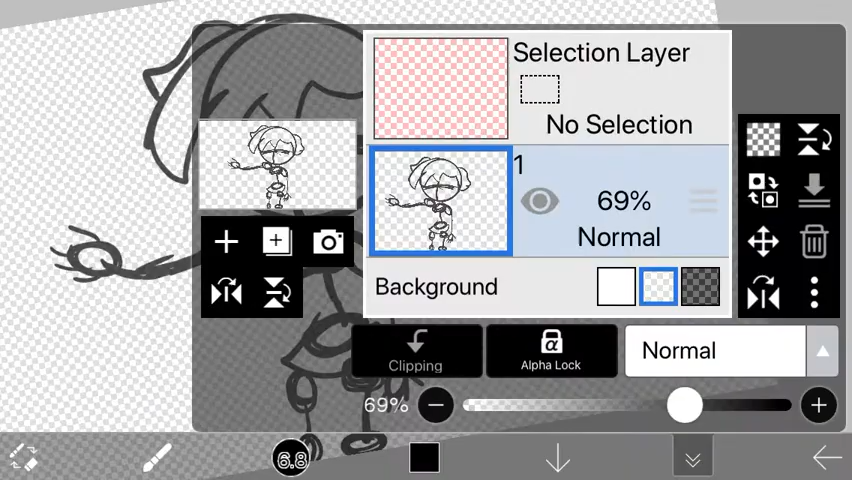 Selection Layer
No Selection
1
69%
Normal
Background
Clipping
α
Alpha Lock
Normal
69%
6.8